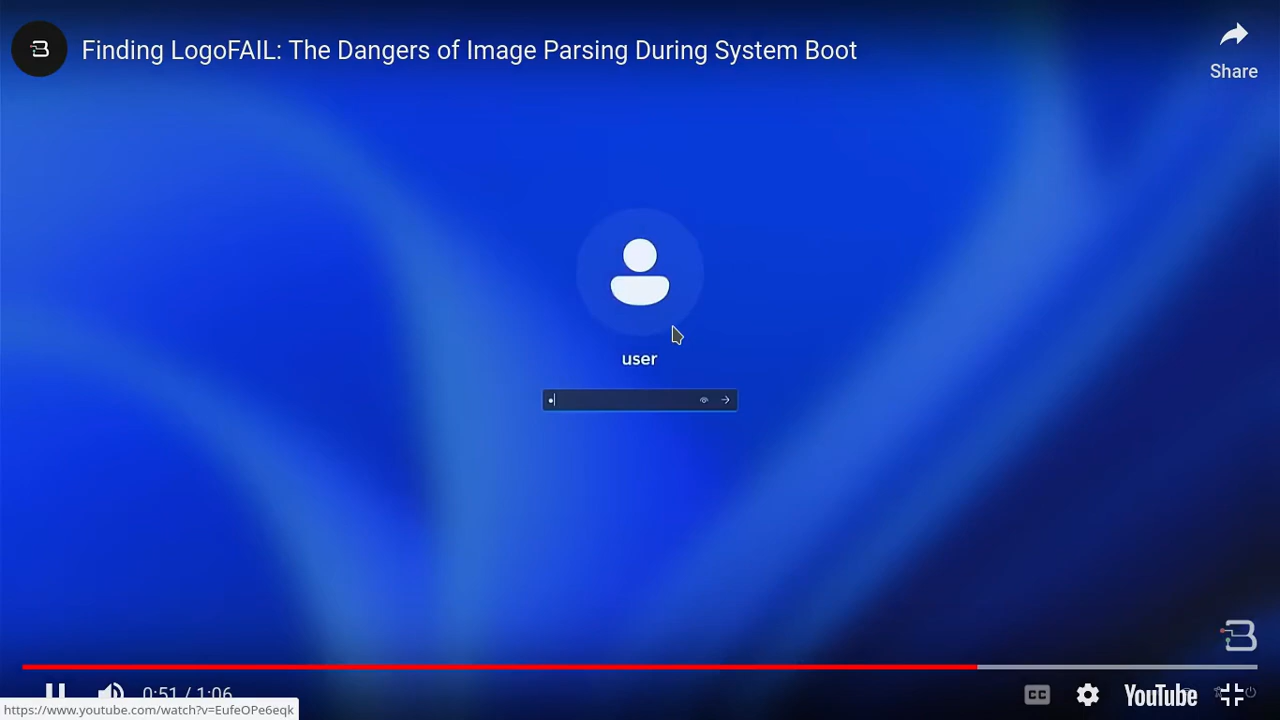 Finding LogoFAIL: The Dangers of Image Parsing During System Boot
Share
user
0:51 / 1:06
CC
YouTube
https://www.youtube.com/watch?v=EufeOPe6eqk